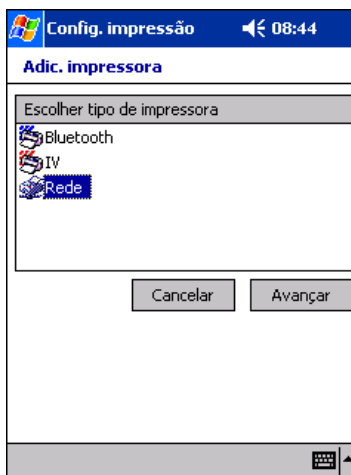 Config. impressão 08:44
Adic. impressora
Escolher tipo de impressora
Bluetooth
IV
Rede
Cancelar Avançar